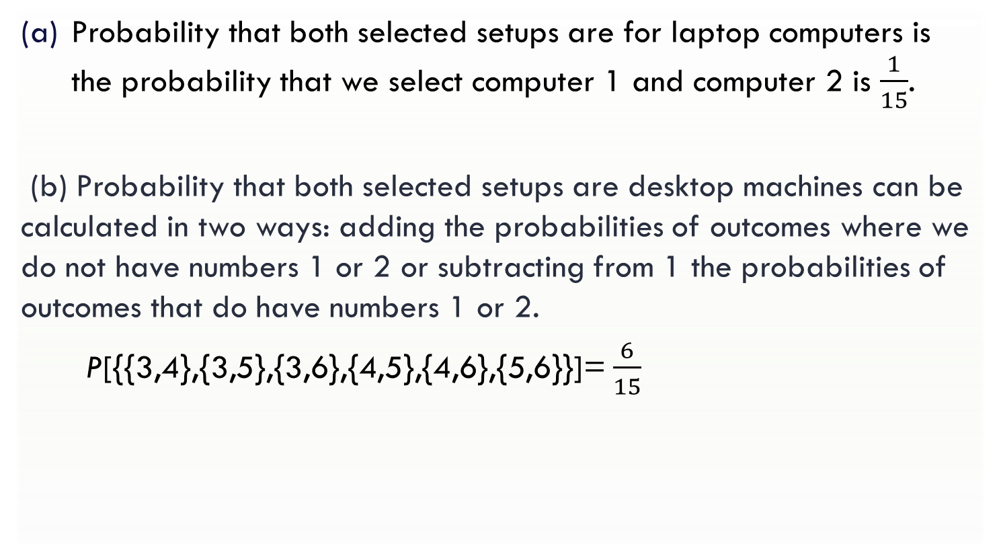 (a) Probability that both selected setups are for laptop computers is
the probability that we select computer 1 and computer 2 is 1/15.
(b) Probability that both selected setups are desktop machines can be
calculated in two ways: adding the probabilities of outcomes where we
do not have numbers 1 or 2 or subtracting from 1 the probabilities of
outcomes that do have numbers 1 or 2.
P[{{3,4},{3,5},{3,6},{4,5},{4,6},{5,6}}]= 6/15